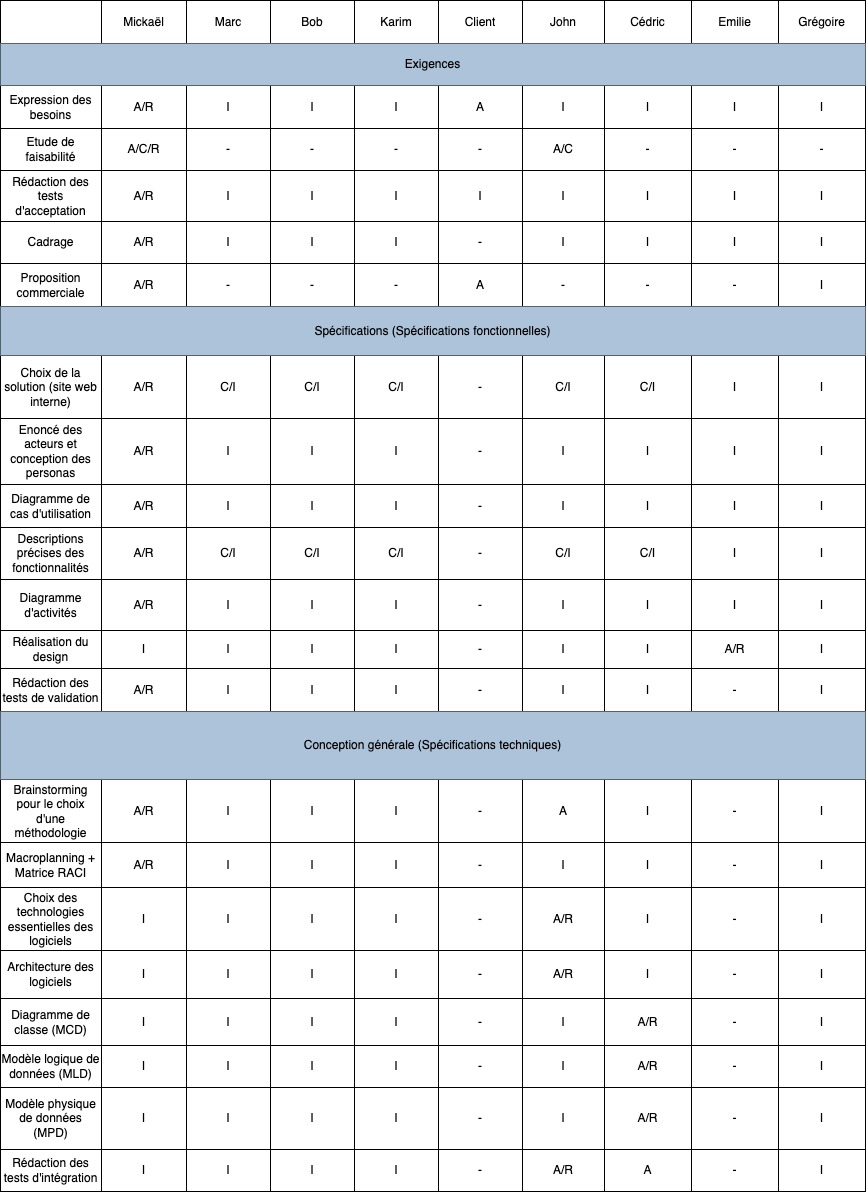 Mickaël Marc Bob Karim Client John Cédric Emilie Grégoire
Exigences
Expression des
besoins
A/R I I I A I I I I
Etude de
faisabilité
A/C/R - - - - A/C - - -
Rédaction des
tests
d'acceptation
A/R I I I I I I I I
Cadrage A/R I I I - I I I I
Proposition
commerciale
A/R - - - A - - - I
Spécifications (Spécifications fonctionnelles)
Choix de la
solution (site web
interne)
A/R C/I C/I C/I - C/I C/I I I
Enoncé des
acteurs et
conception des
personas
A/R I I I - I I I I
Diagramme de
cas d'utilisation
A/R I I I - I I I I
Descriptions
précises des
fonctionnalités
A/R C/I C/I C/I - C/I C/I I I
Diagramme
d'activités
A/R I I I - I I I I
Réalisation du
design
I I I I - I I A/R I
Rédaction des
tests de validation
A/R I I I - I I - I
Conception générale (Spécifications techniques)
Brainstorming
pour le choix
d'une
méthodologie
A/R I I I - A I - I
Macroplanning +
Matrice RACI
A/R I I I - I I - I
Choix des
technologies
essentielles des
logiciels
I I I I - A/R I - I
Architecture des
logiciels
I I I I - A/R I - I
Diagramme de
classe (MCD)
I I I I - I A/R - I
Modèle logique de
données (MLD)
I I I I - I A/R - I
Modèle physique
de données
(MPD)
I I I I - I A/R - I
Rédaction des
tests d'intégration
I I I I - A/R A - I